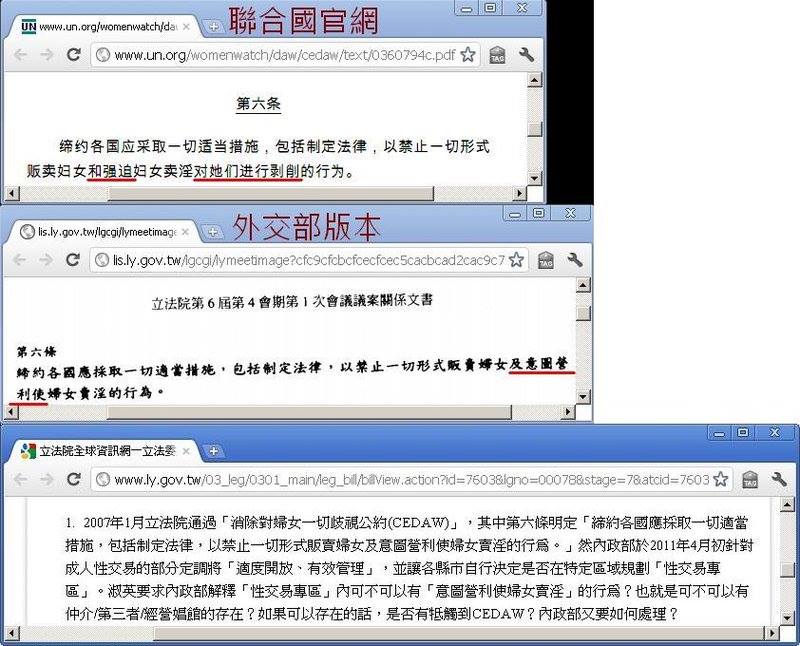 聯合國官網
www.un.org/womenwatch/da
www.un.org/womenwatch/daw/cedaw/text/0360794c.pdf
TAG
第六条
缔约各国应采取一切适当措施，包括制定法律，以禁止一切形式
贩卖妇女和强迫妇女卖淫对她们进行剥削的行为。
外交部版本
lis.ly.gov.tw/lgcgi/lymeetimage
lis.ly.gov.tw/lgcgi/lymeetimage?cfc9cfcbcfcecfcec5cacbcad2cac9c7
TAG
立法院第6屆第4會期第1次會議議案關係文書
第六條
締約各國應採取一切適當措施，包括制定法律，以禁止一切形式販賣婦女及意圖營
利使婦女賣淫的行為。
立法院全球資訊網—立法委
www.ly.gov.tw/03_leg/0301_main/leg_bill/billView.action?id=7603&lgno=00078&stage=7&atcid=7603
TAG
1. 2007年1月立法院通過「消除對婦女一切歧視公約(CEDAW)」，其中第六條明定「締約各國應採取一切適當
措施，包括制定法律，以禁止一切形式販賣婦女及意圖營利使婦女賣淫的行為。」然內政部於2011年4月初針對
成人性交易的部分定調將「適度開放、有效管理」，並讓各縣市自行決定是否在特定區域規劃「性交易專
區」。淑英要求內政部解釋「性交易專區」內可不可以有「意圖營利使婦女賣淫」的行為？也就是可不可以有
仲介/第三者/經營娼館的存在？如果可以存在的話，是否有牴觸到CEDAW？內政部又要如何處理？